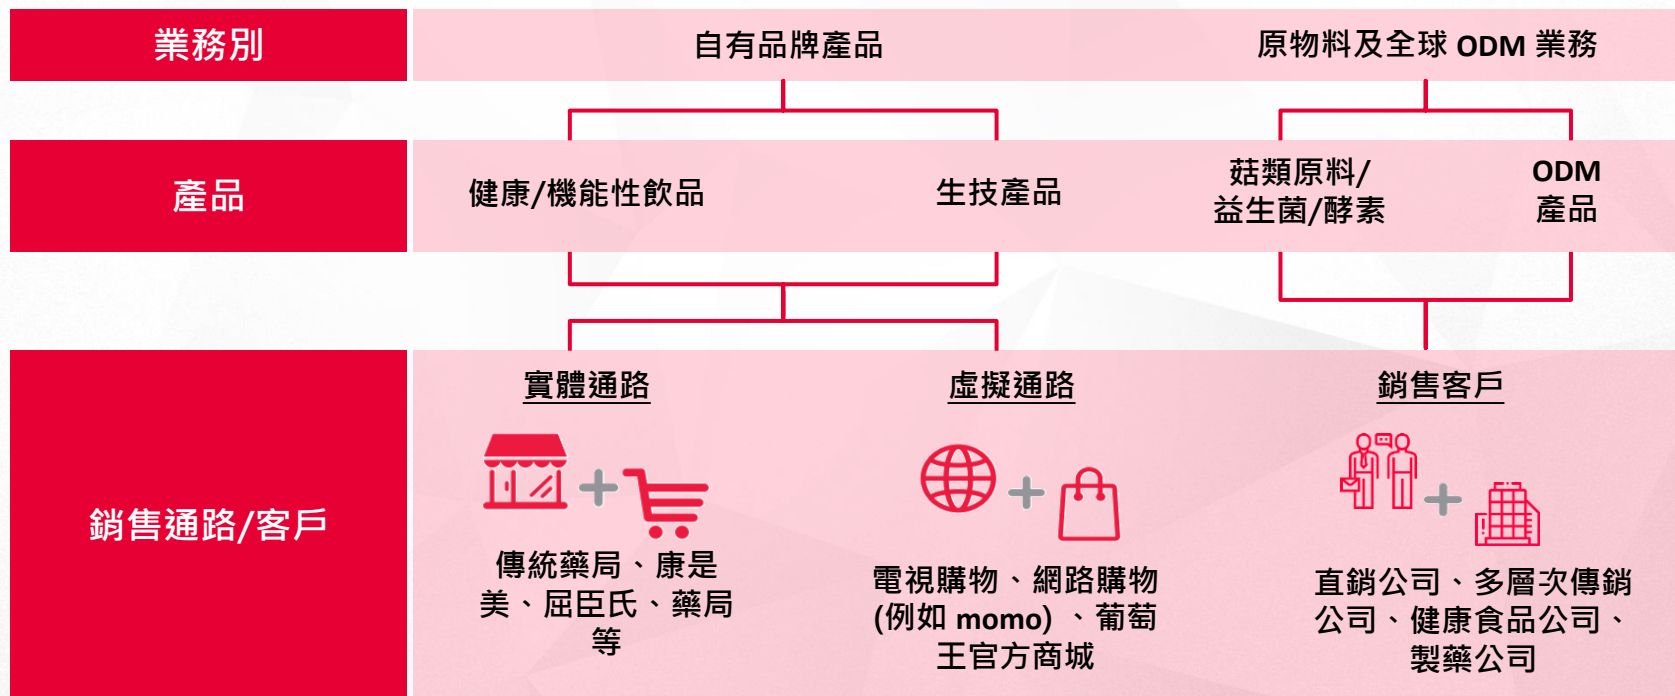 業務別
自有品牌產品
原物料及全球 ODM 業務
產品
健康/機能性飲品
生技產品
菇類原料/
益生菌/酵素
ODM
產品
銷售通路/客戶
實體通路
傳統藥局、康是
美、屈臣氏、藥局
等
虛擬通路
電視購物、網路購物
(例如 momo) 、葡萄
王官方商城
銷售客戶
直銷公司、多層次傳銷
公司、健康食品公司、
製藥公司